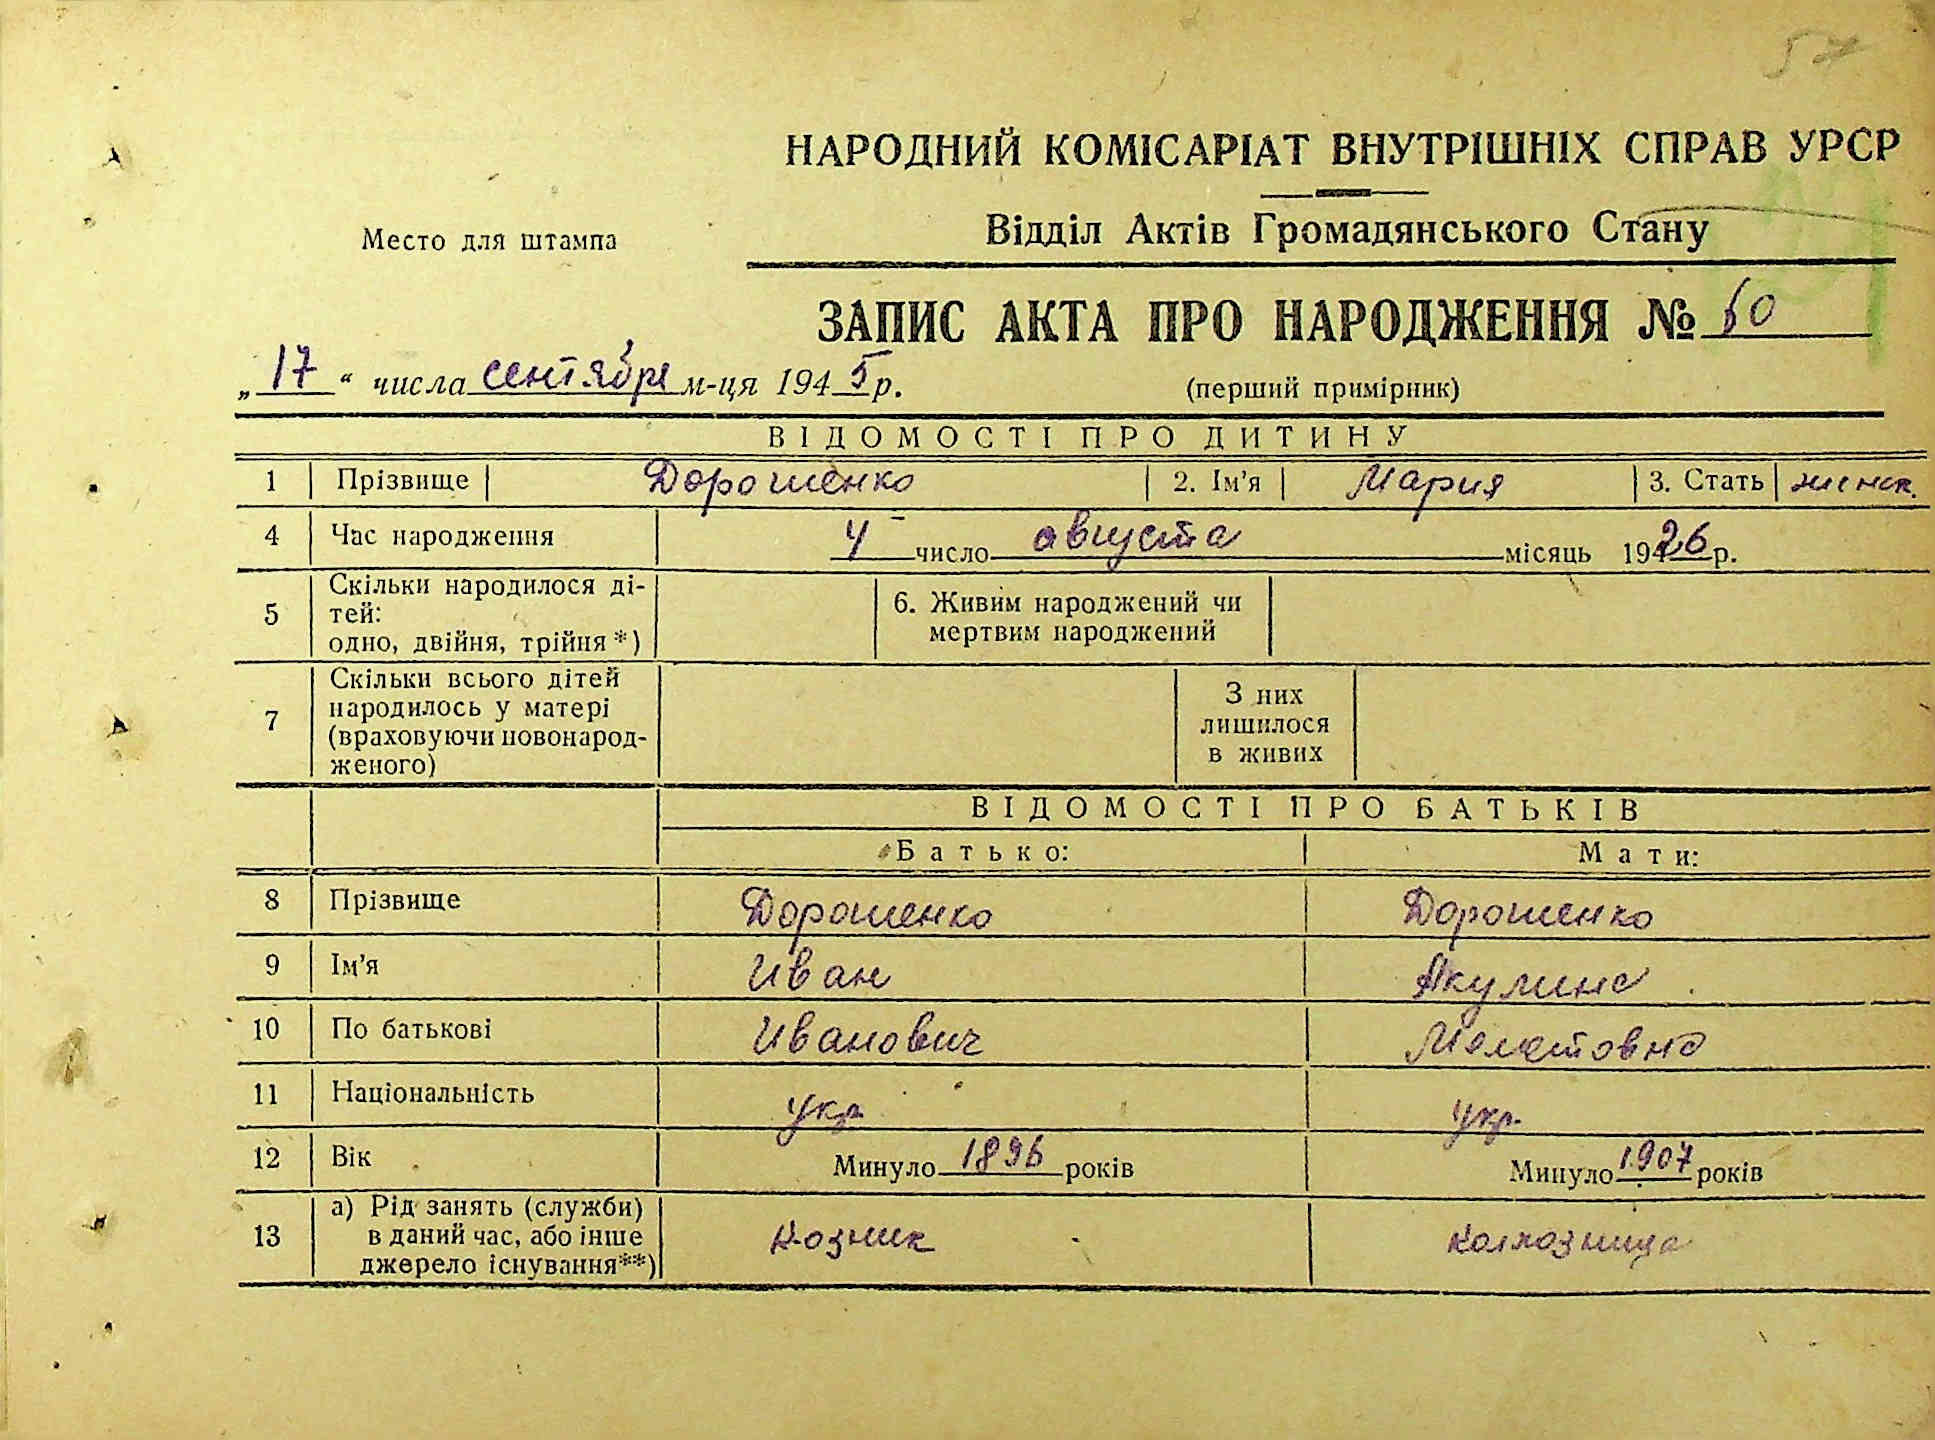 57
НАРОДНИЙ КОМІСАРІАТ ВНУТРІШНІХ СПРАВ УРСР
Место для штампа
Відділ Актів Громадянського Стану
ЗАПИС АКТА ПРО НАРОДЖЕННЯ № 60
„17“ числа сентября м-ця 1945 р.
(перший примірник)
ВІДОМОСТІ ПРО ДИТИНУ
1 Прізвище Дорошенко 2. Ім'я Мария 3. Стать женск.
4 Час народження 4 число августа місяць 1926 р.
5 Скільки народилося ді-
тей:
одно, двійня, трійня *)
6. Живим народжений чи
мертвим народжений
7 Скільки всього дітей
народилось у матері
(враховуючи новонарод-
женого)
З них
лишилося
в живих
ВІДОМОСТІ ПРО БАТЬКІВ
Батько: Мати:
8 Прізвище Дорошенко Дорошенко
9 Ім'я Иван Акулина
10 По батькові Иванович
11 Національність укр укр.
12 Вік Минуло 1896 років Минуло 1907 років
13 а) Рід занять (служби)
в даний час, або інше
джерело існування**)
колхозница